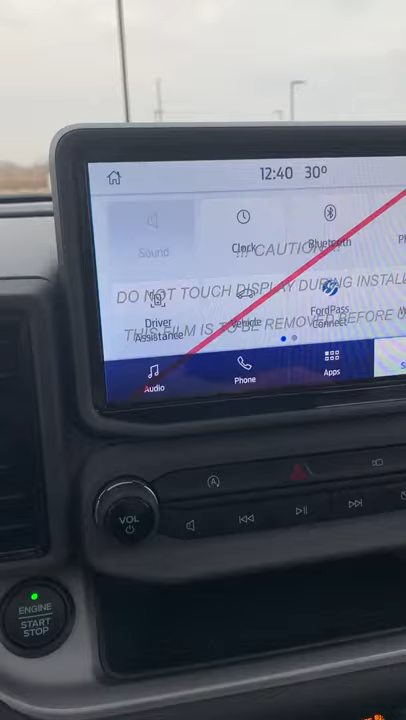 12:40 30°
Sound
Clock
Bluetooth
!!! CAUTION !!!
DO NOT TOUCH DISPLAY DURING
Driver
Assistance
Vehicle
FordPass
Connect
THIS FILM IS TO BE REMOVED BEFORE
Audio
Phone
Apps
VOL
ENGINE
START
STOP